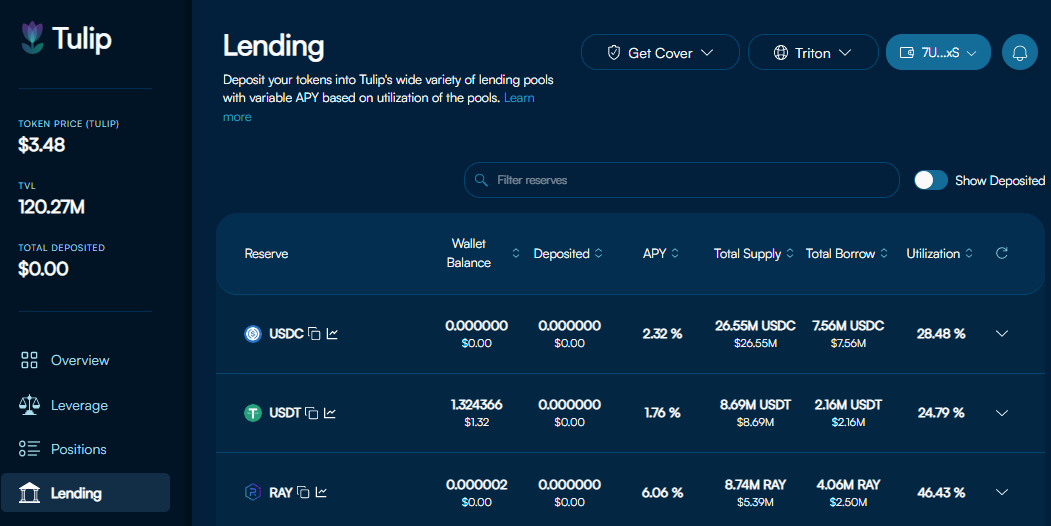 Tulip
TOKEN PRICE (TULIP)
$3.48
TVL
120.27M
TOTAL DEPOSITED
$0.00
Overview
Leverage
Positions
Lending
Lending
Deposit your tokens into Tulip's wide variety of lending pools
with variable APY based on utilization of the pools. Learn
more
Get Cover
Triton
7U...xS
Filter reserves
Show Deposited
Reserve
Wallet
Balance
Deposited
APY
Total Supply
Total Borrow
Utilization
USDC
0.000000
$0.00
0.000000
$0.00
2.32 %
26.55M USDC
$26.55M
7.56M USDC
$7.56M
28.48 %
USDT
1.324366
$1.32
0.000000
$0.00
1.76 %
8.69M USDT
$8.69M
2.16M USDT
$2.16M
24.79 %
RAY
0.000002
$0.00
0.000000
$0.00
6.06 %
8.74M RAY
$5.39M
4.06M RAY
$2.50M
46.43 %